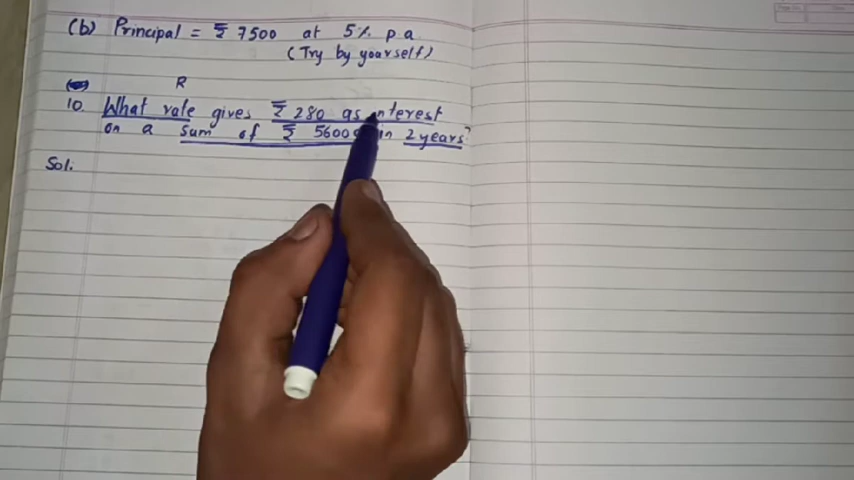 (b) Principal = ₹ 7500 at 5% p a
(Try by yourself)
R
10. What rate gives ₹ 280 as interest
on a sum of ₹ 56000 in 2 years?
Sol.